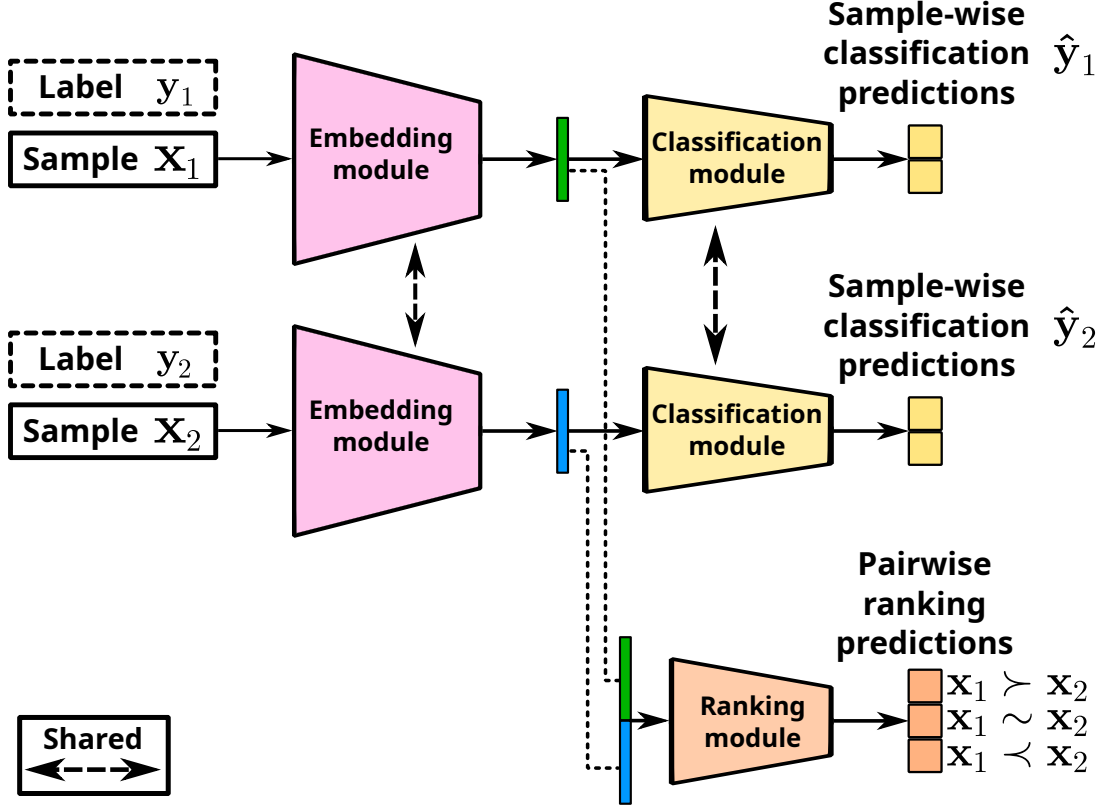 Sample-wise
classification ŷ₁
predictions
Label y₁
Sample x₁
Embedding
module
Classification
module
Sample-wise
classification ŷ₂
predictions
Label y₂
Sample x₂
Embedding
module
Classification
module
Pairwise
ranking
predictions
Ranking
module
x₁ ≻ x₂
x₁ ∼ x₂
x₁ ≺ x₂
Shared